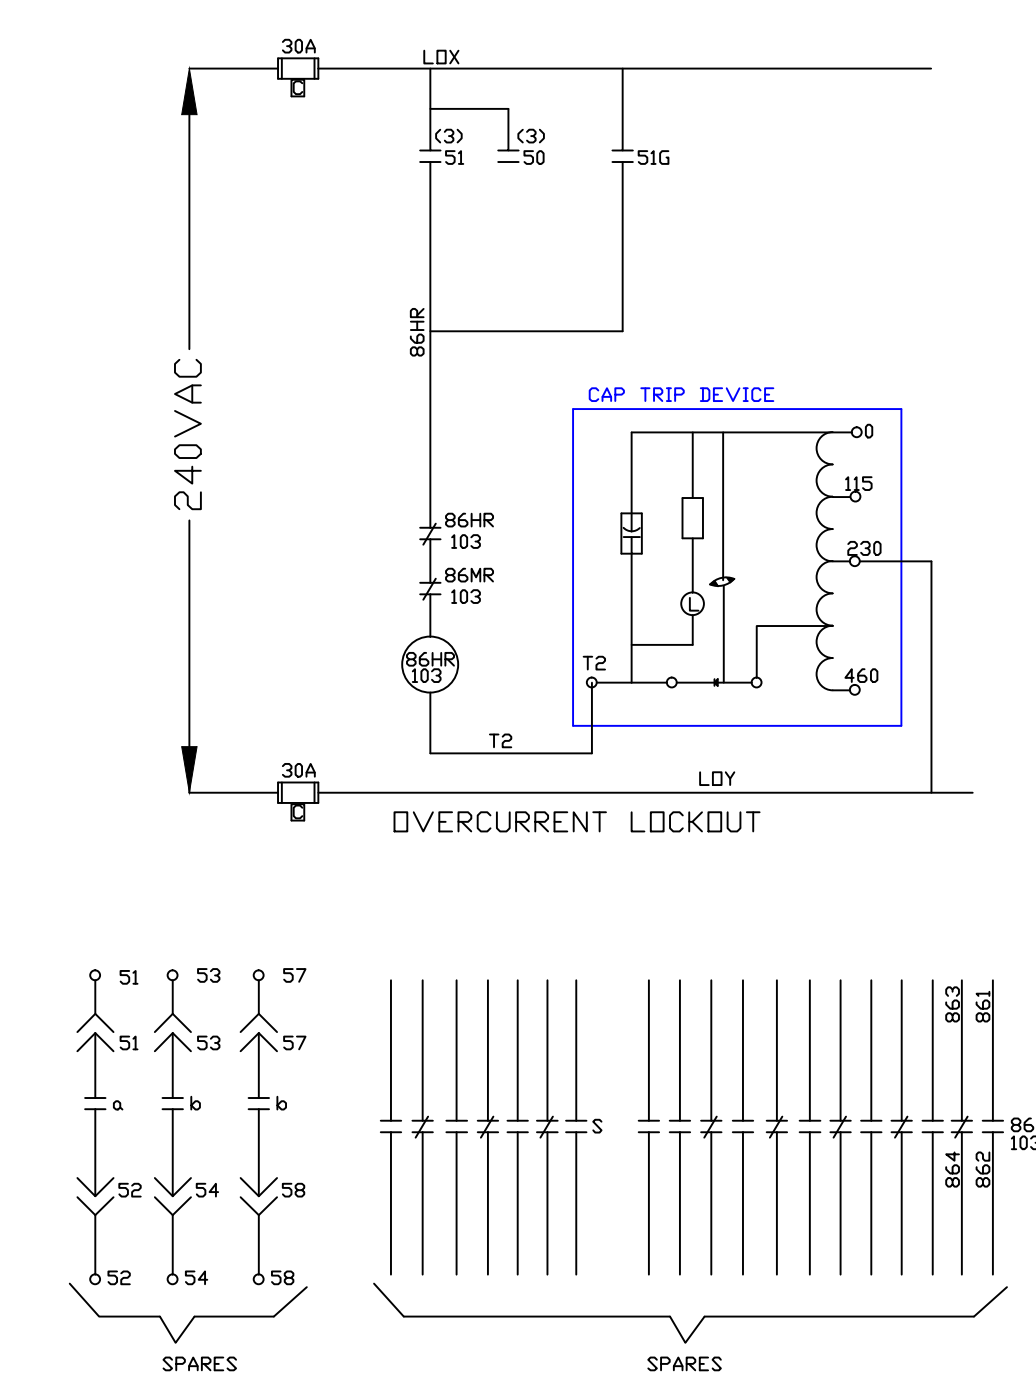 30A
C
LOX
(3)
51
(3)
50
51G
240VAC
86HR
CAP TRIP DEVICE
0
115
230
460
86HR
103
86MR
103
86HR
103
L
T2
T2
30A
C
LOY
OVERCURRENT LOCKOUT
51
53
57
51
53
57
a
b
b
52
54
58
52
54
58
SPARES
S
863
861
864
862
86
103
SPARES